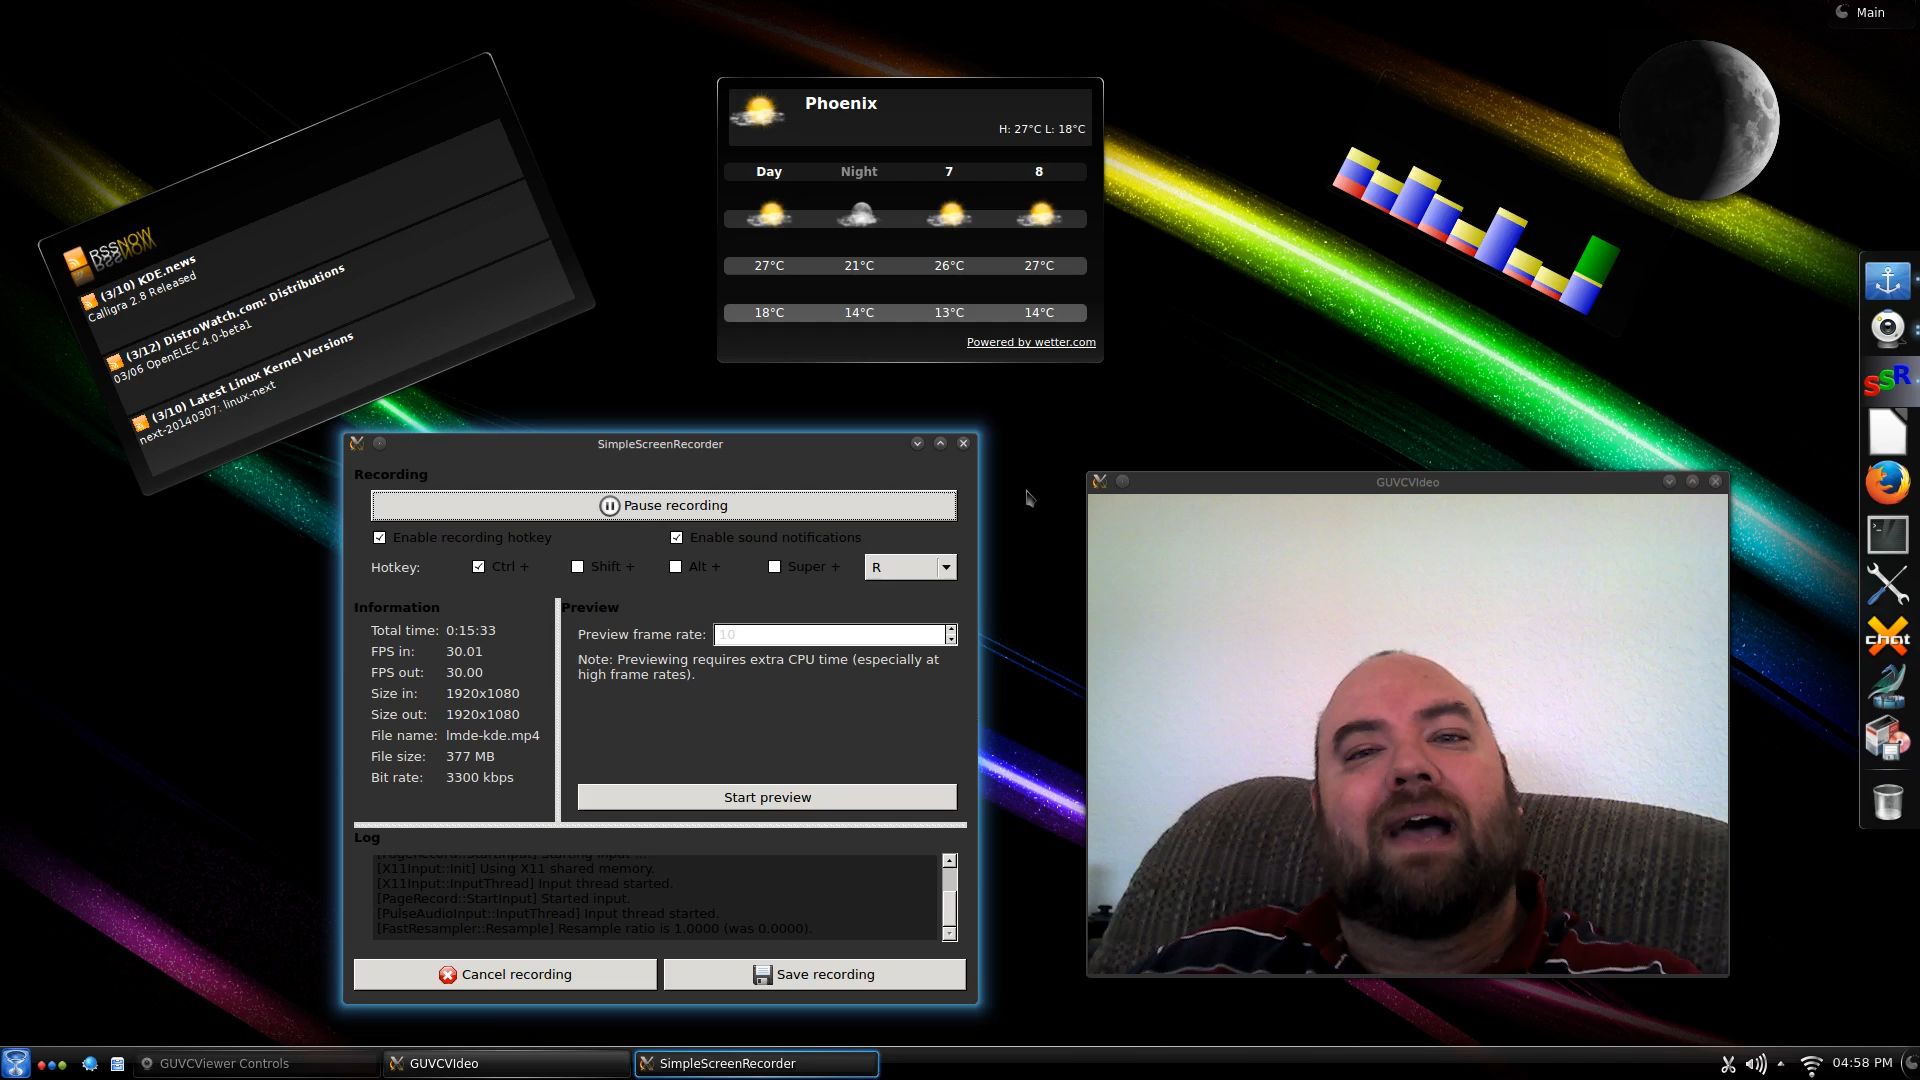 Main
RSSNOW
(3/10) KDE.news
Calligra 2.8 Released
(3/12) DistroWatch.com: Distributions
03/06 OpenELEC 4.0-beta1
(3/10) Latest Linux Kernel Versions
next-20140307: linux-next
Phoenix
H: 27°C L: 18°C
Day Night 7 8
27°C 21°C 26°C 27°C
18°C 14°C 13°C 14°C
Powered by wetter.com
SSR
SimpleScreenRecorder
Recording
Pause recording
Enable recording hotkey Enable sound notifications
Hotkey: Ctrl + Shift + Alt + Super + R
Information
Total time: 0:15:33
FPS in: 30.01
FPS out: 30.00
Size in: 1920x1080
Size out: 1920x1080
File name: lmde-kde.mp4
File size: 377 MB
Bit rate: 3300 kbps
Preview
Preview frame rate: 10
Note: Previewing requires extra CPU time (especially at
high frame rates).
Start preview
Log
[PageRecord::StartInput] Starting input ...
[X11Input::Init] Using X11 shared memory.
[X11Input::InputThread] Input thread started.
[PageRecord::StartInput] Started input.
[PulseAudioInput::InputThread] Input thread started.
[FastResampler::Resample] Resample ratio is 1.0000 (was 0.0000).
Cancel recording Save recording
GUVCVIdeo
chat
GUVCViewer Controls GUVCVIdeo SimpleScreenRecorder 04:58 PM